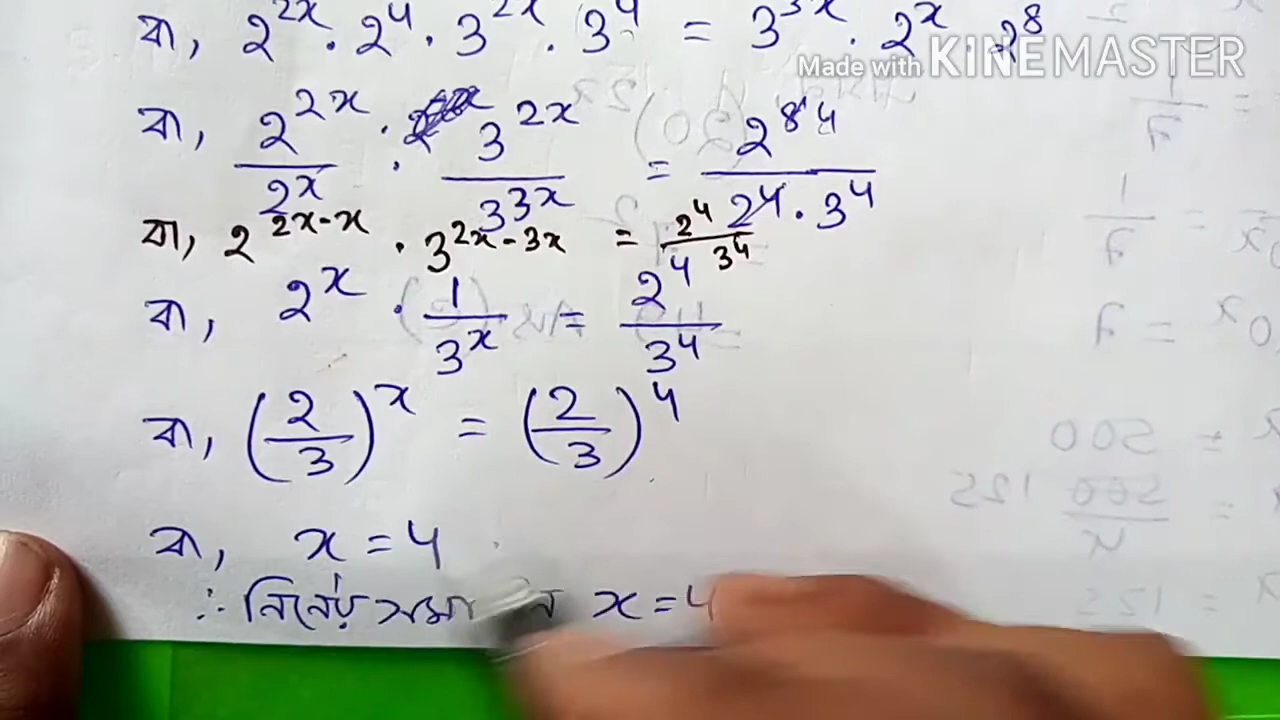 বা, 2^2x · 2^4 · 3^2x · 3^4 = 3^3x · 2^x · 2^8
Made with KINEMASTER
বা, 2^2x/2^x · 3^2x/3^3x = 2^8 4/2^4 · 3^4
বা, 2^2x-x · 3^2x-3x = 2^4/3^4
বা, 2^x · 1/3^x = 2^4/3^4
বা, (2/3)^x = (2/3)^4
বা, x = 4
∴ x = 4